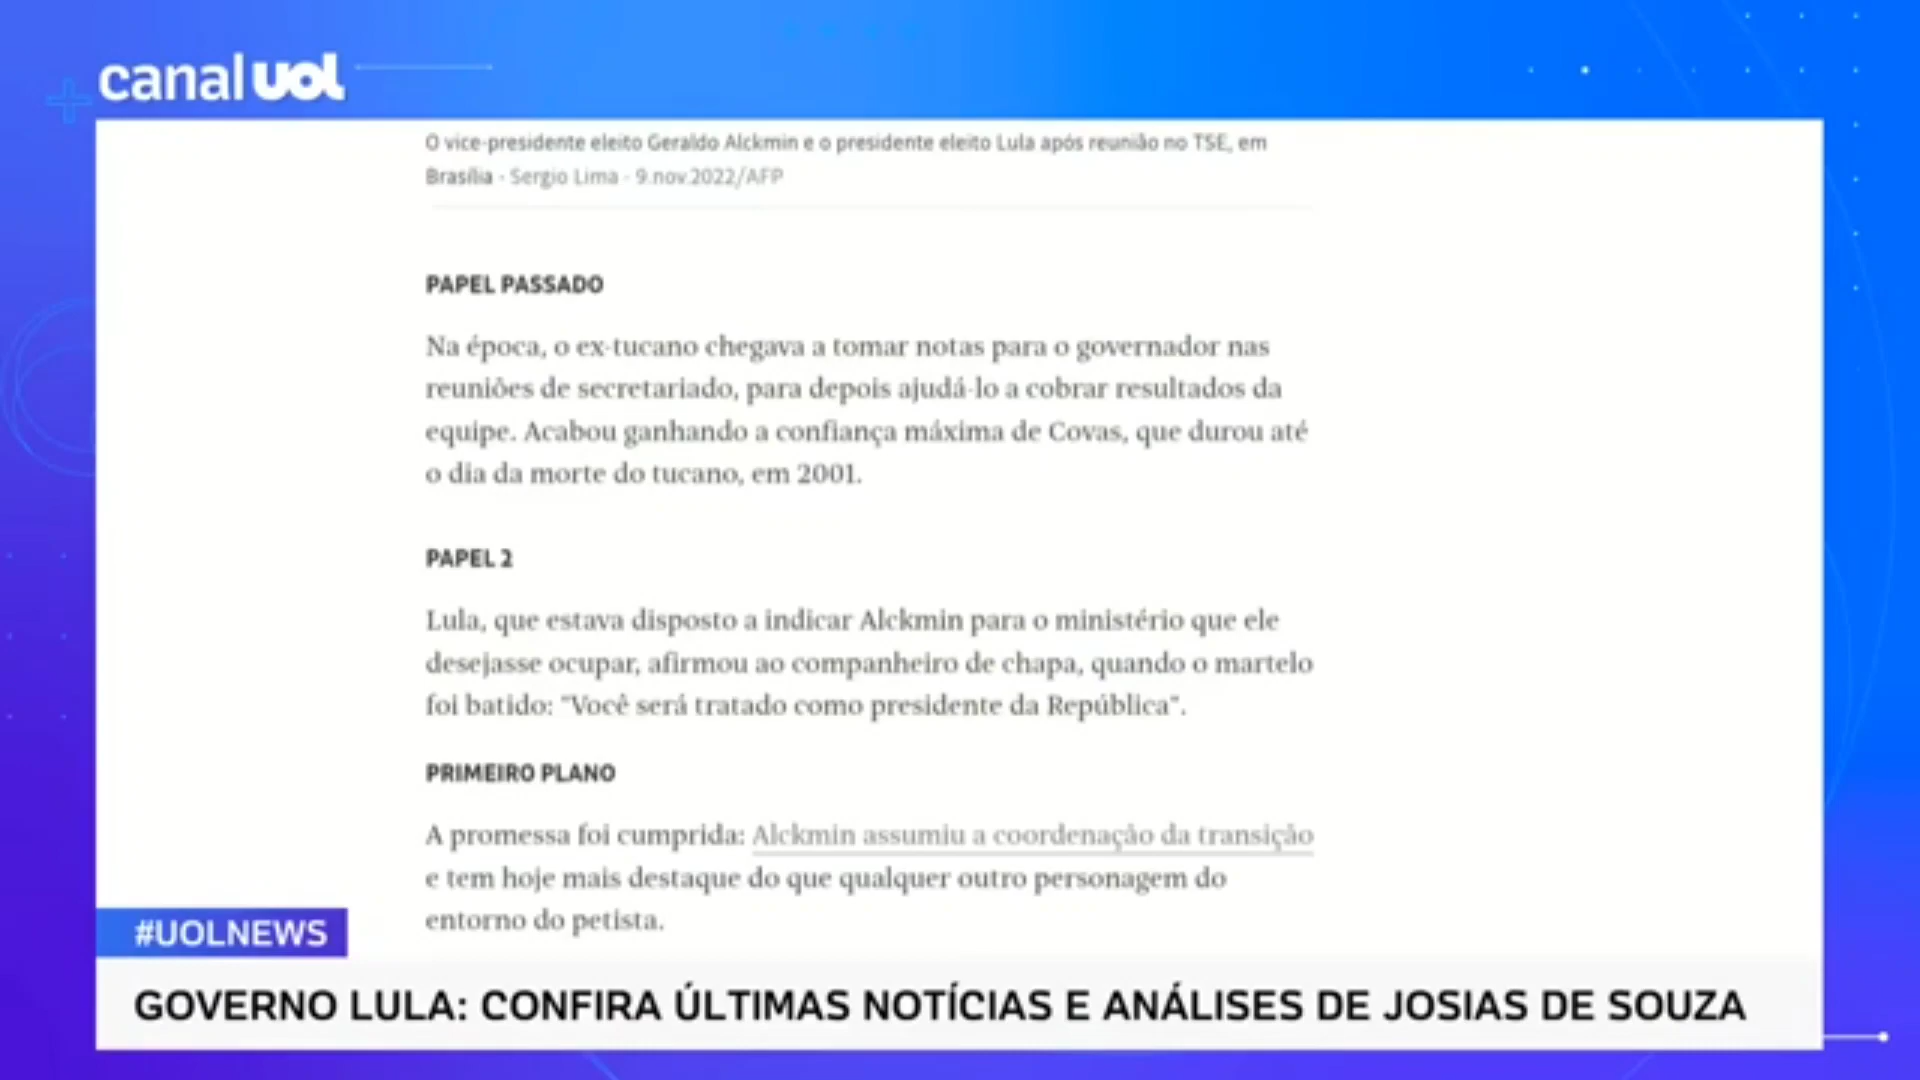 canal uol
O vice-presidente eleito Geraldo Alckmin e o presidente eleito Lula após reunião no TSE, em
Brasília - Sergio Lima - 9.nov.2022/AFP
PAPEL PASSADO
Na época, o ex-tucano chegava a tomar notas para o governador nas
reuniões de secretariado, para depois ajudá-lo a cobrar resultados da
equipe. Acabou ganhando a confiança máxima de Covas, que durou até
o dia da morte do tucano, em 2001.
PAPEL 2
Lula, que estava disposto a indicar Alckmin para o ministério que ele
desejasse ocupar, afirmou ao companheiro de chapa, quando o martelo
foi batido: "Você será tratado como presidente da República".
PRIMEIRO PLANO
A promessa foi cumprida: Alckmin assumiu a coordenação da transição
e tem hoje mais destaque do que qualquer outro personagem do
entorno do petista.
#UOLNEWS
GOVERNO LULA: CONFIRA ÚLTIMAS NOTÍCIAS E ANÁLISES DE JOSIAS DE SOUZA